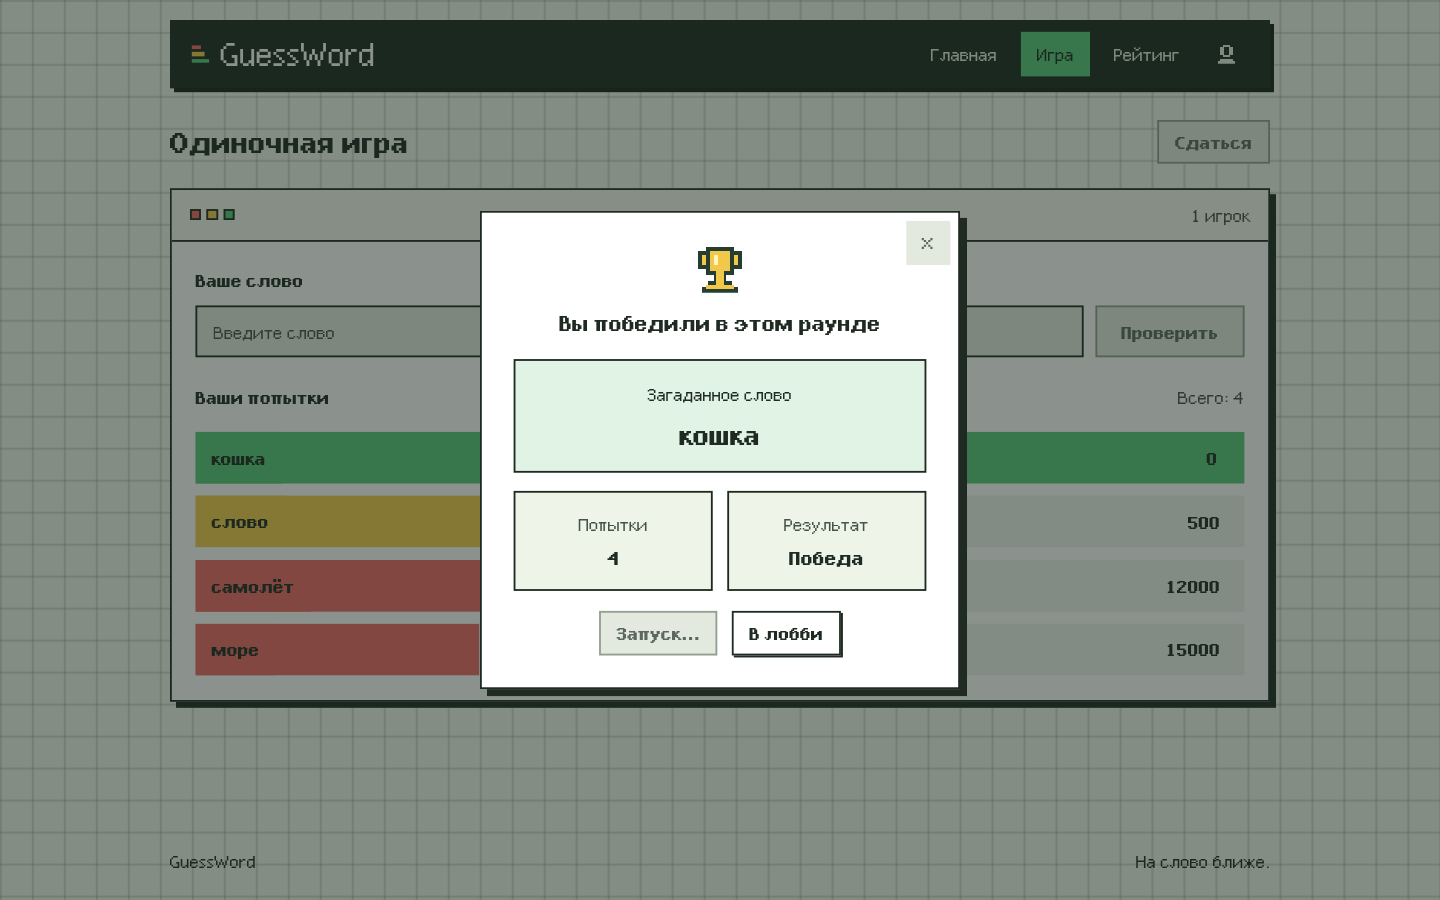 GuessWord
Главная
Игра
Рейтинг
Одиночная игра
Сдаться
1 игрок
Ваше слово
Введите слово
Проверить
Ваши попытки
Всего: 4
кошка
0
слово
500
самолёт
12000
море
15000
×
Вы победили в этом раунде
Загаданное слово
кошка
Попытки
4
Результат
Победа
Запуск...
В лобби
GuessWord
На слово ближе.